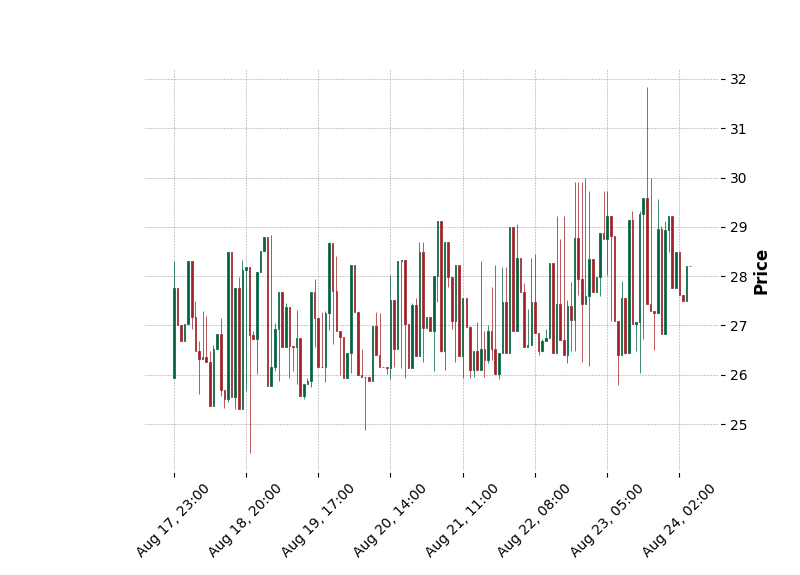 32
31
30
29
28
27
26
25
Price
Aug 17, 23:00
Aug 18, 20:00
Aug 19, 17:00
Aug 20, 14:00
Aug 21, 11:00
Aug 22, 08:00
Aug 23, 05:00
Aug 24, 02:00